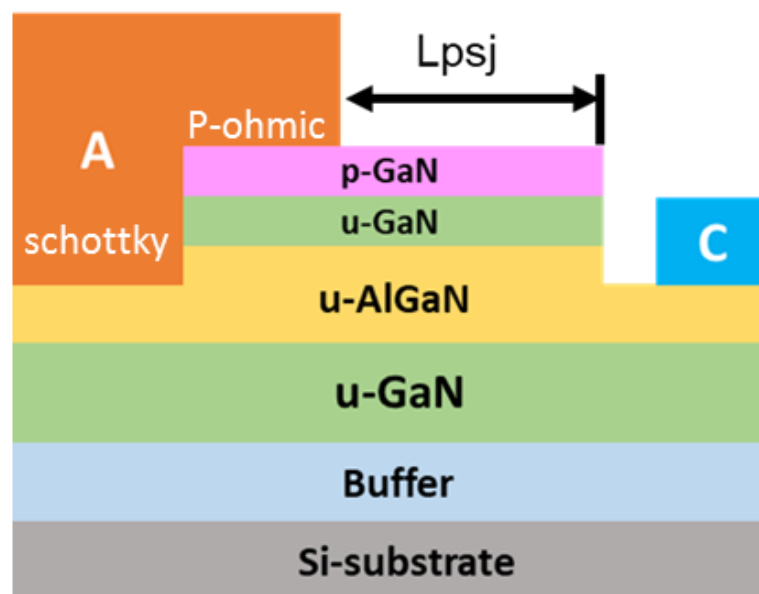 Lpsj
P-ohmic
A
p-GaN
schottky
u-GaN
C
u-AlGaN
u-GaN
Buffer
Si-substrate